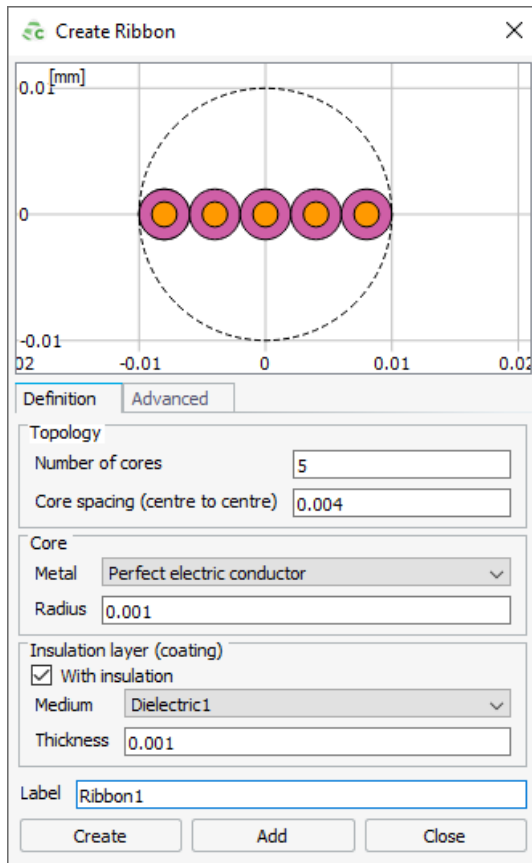 Create Ribbon
[mm]
0.01
0
-0.01
02 -0.01 0 0.01 0.02
Definition Advanced
Topology
Number of cores 5
Core spacing (centre to centre) 0.004
Core
Metal Perfect electric conductor
Radius 0.001
Insulation layer (coating)
With insulation
Medium Dielectric1
Thickness 0.001
Label Ribbon1
Create Add Close